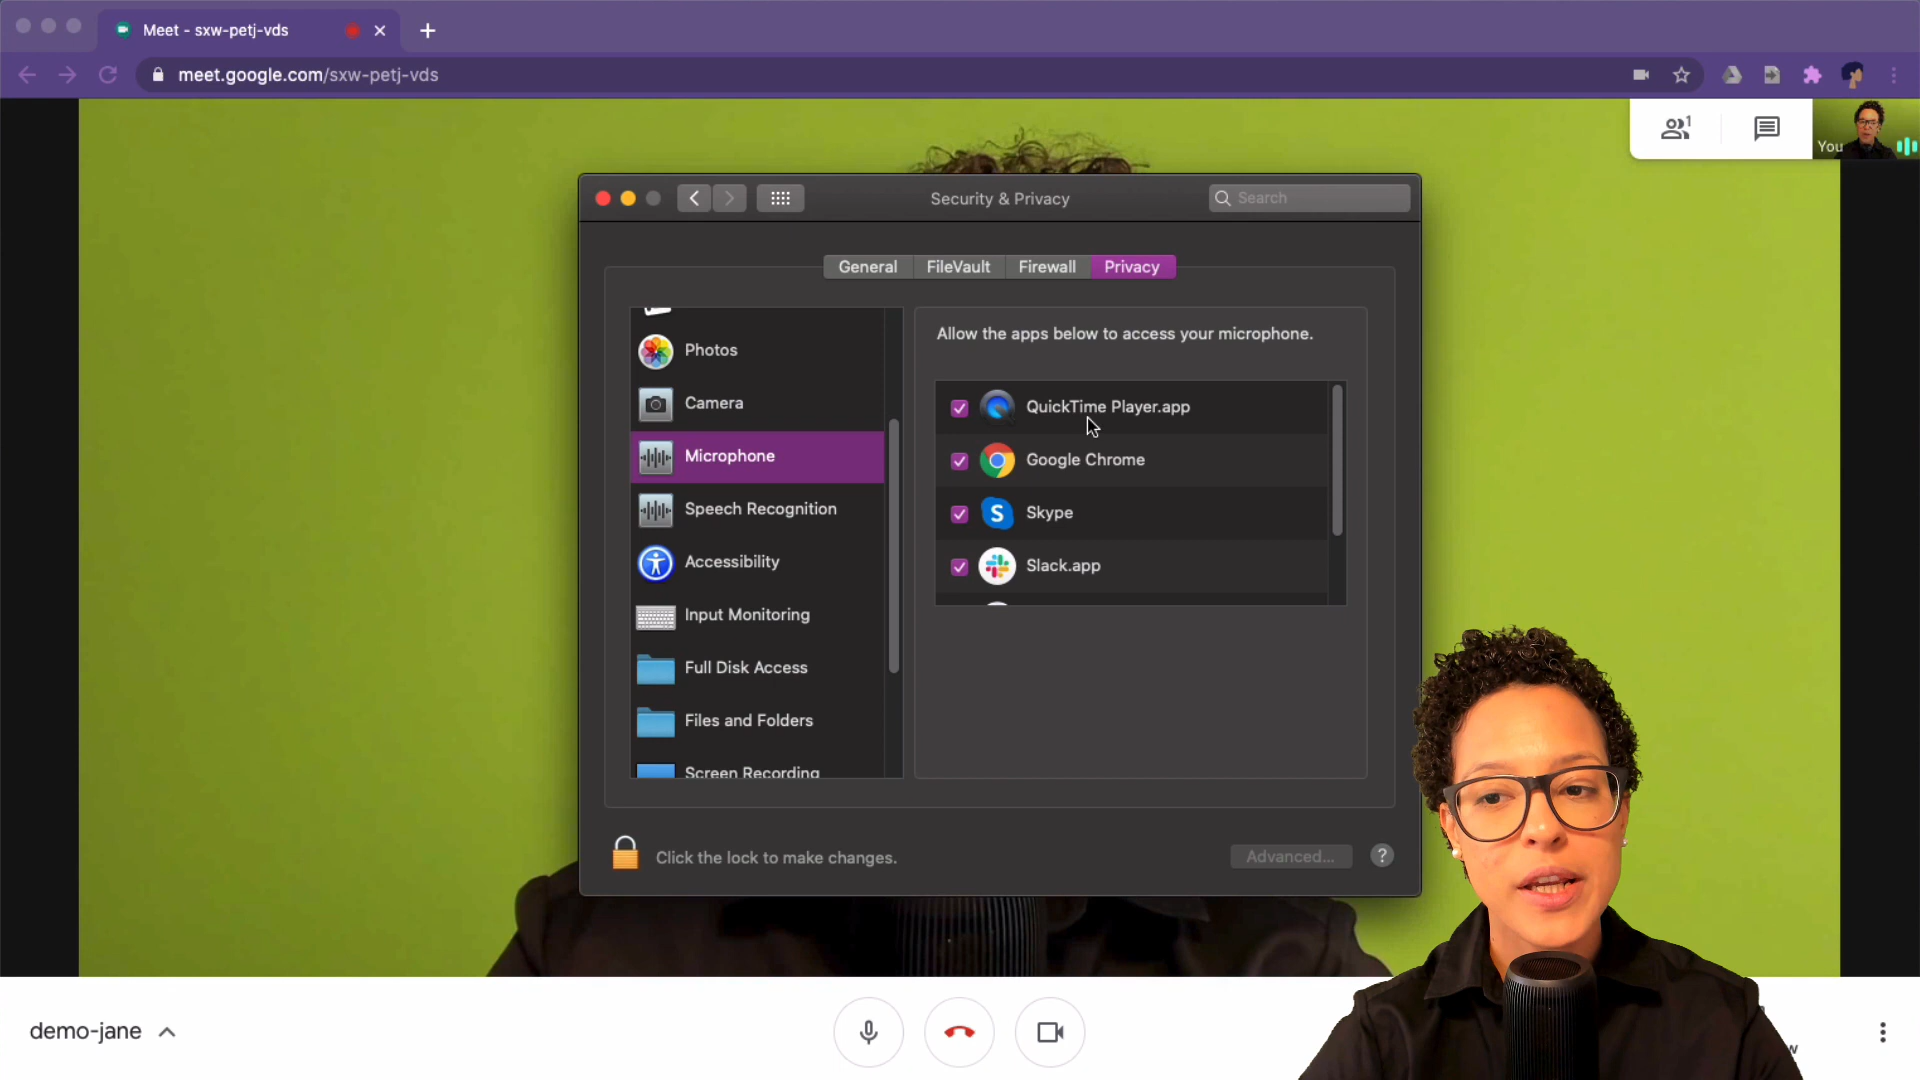 Meet - sxw-petj-vds
meet.google.com/sxw-petj-vds
1
You
Security & Privacy
Search
General
FileVault
Firewall
Privacy
Photos
Camera
Microphone
Speech Recognition
Accessibility
Input Monitoring
Full Disk Access
Files and Folders
Screen Recording
Allow the apps below to access your microphone.
QuickTime Player.app
Google Chrome
Skype
Slack.app
Click the lock to make changes.
Advanced...
?
demo-jane